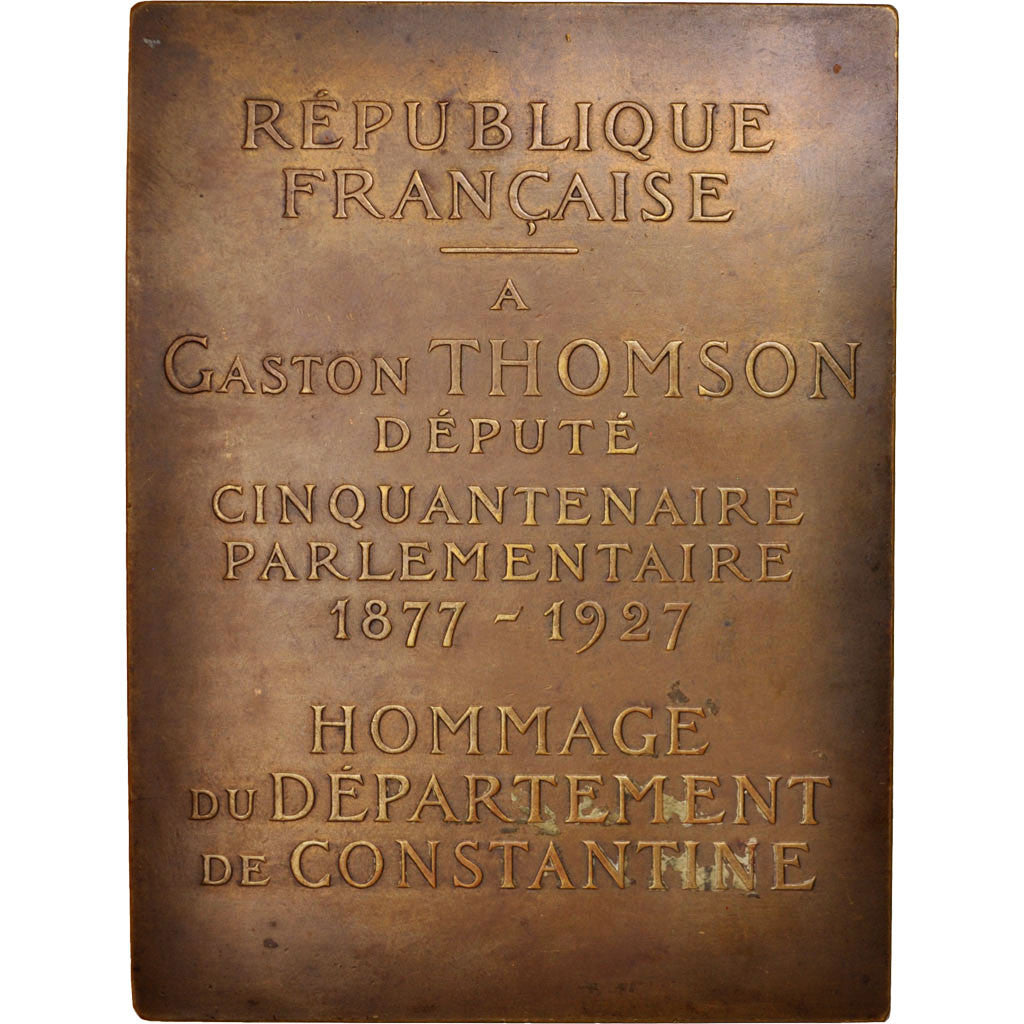 RÉPUBLIQUE
FRANÇAISE
A
GASTON THOMSON
DÉPUTÉ
CINQUANTENAIRE
PARLEMENTAIRE
1877 - 1927
HOMMAGE
DU DÉPARTEMENT
DE CONSTANTINE